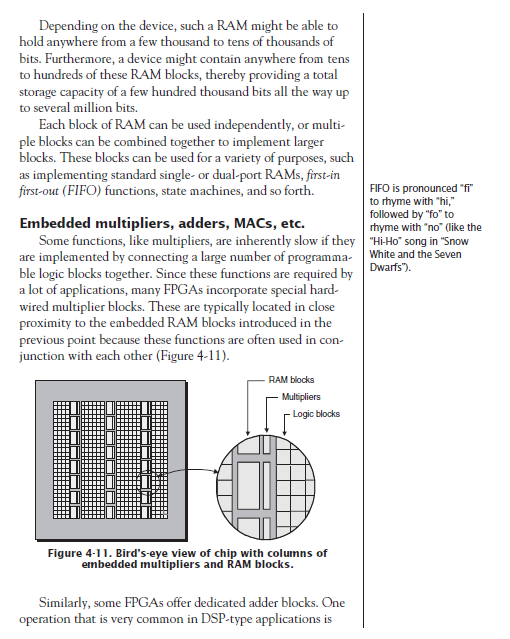 Depending on the device, such a RAM might be able to
hold anywhere from a few thousand to tens of thousands of
bits. Furthermore, a device might contain anywhere from tens
to hundreds of these RAM blocks, thereby providing a total
storage capacity of a few hundred thousand bits all the way up
to several million bits.
Each block of RAM can be used independently, or multi-
ple blocks can be combined together to implement larger
blocks. These blocks can be used for a variety of purposes, such
as implementing standard single- or dual-port RAMs, first-in
first-out (FIFO) functions, state machines, and so forth.
FIFO is pronounced "fi"
to rhyme with "hi,"
followed by "fo" to
rhyme with "no" (like the
"Hi-Ho" song in "Snow
White and the Seven
Dwarfs").
Embedded multipliers, adders, MACs, etc.
Some functions, like multipliers, are inherently slow if they
are implemented by connecting a large number of programma-
ble logic blocks together. Since these functions are required by
a lot of applications, many FPGAs incorporate special hard-
wired multiplier blocks. These are typically located in close
proximity to the embedded RAM blocks introduced in the
previous point because these functions are often used in con-
junction with each other (Figure 4-11).
RAM blocks
Multipliers
Logic blocks
Figure 4-11. Bird's-eye view of chip with columns of
embedded multipliers and RAM blocks.
Similarly, some FPGAs offer dedicated adder blocks. One
operation that is very common in DSP-type applications is